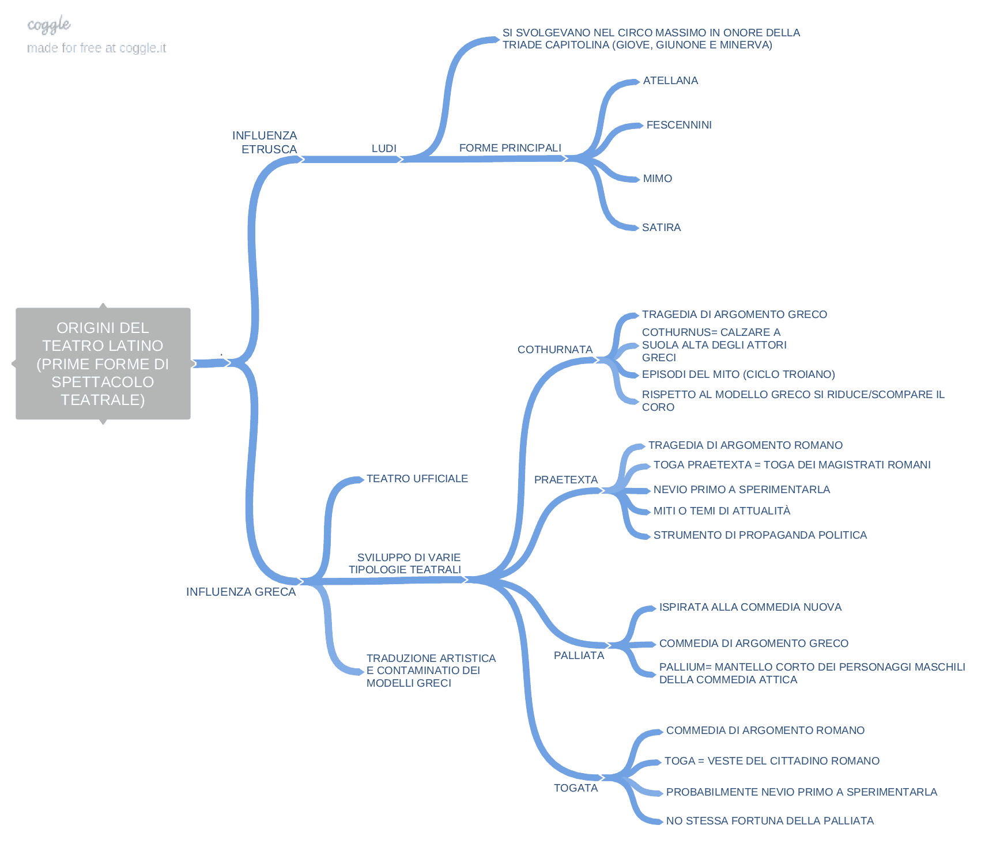 coggle
made for free at coggle.it
SI SVOLGEVANO NEL CIRCO MASSIMO IN ONORE DELLA
TRIADE CAPITOLINA (GIOVE, GIUNONE E MINERVA)
ATELLANA
FESCENNINI
INFLUENZA
ETRUSCA
LUDI
FORME PRINCIPALI
MIMO
SATIRA
ORIGINI DEL
TEATRO LATINO
(PRIME FORME DI
SPETTACOLO
TEATRALE)
.
COTHURNATA
TRAGEDIA DI ARGOMENTO GRECO
COTHURNUS= CALZARE A
SUOLA ALTA DEGLI ATTORI
GRECI
EPISODI DEL MITO (CICLO TROIANO)
RISPETTO AL MODELLO GRECO SI RIDUCE/SCOMPARE IL
CORO
PRAETEXTA
TRAGEDIA DI ARGOMENTO ROMANO
TOGA PRAETEXTA = TOGA DEI MAGISTRATI ROMANI
NEVIO PRIMO A SPERIMENTARLA
MITI O TEMI DI ATTUALITÀ
STRUMENTO DI PROPAGANDA POLITICA
TEATRO UFFICIALE
SVILUPPO DI VARIE
TIPOLOGIE TEATRALI
INFLUENZA GRECA
TRADUZIONE ARTISTICA
E CONTAMINATIO DEI
MODELLI GRECI
PALLIATA
ISPIRATA ALLA COMMEDIA NUOVA
COMMEDIA DI ARGOMENTO GRECO
PALLIUM= MANTELLO CORTO DEI PERSONAGGI MASCHILI
DELLA COMMEDIA ATTICA
TOGATA
COMMEDIA DI ARGOMENTO ROMANO
TOGA = VESTE DEL CITTADINO ROMANO
PROBABILMENTE NEVIO PRIMO A SPERIMENTARLA
NO STESSA FORTUNA DELLA PALLIATA